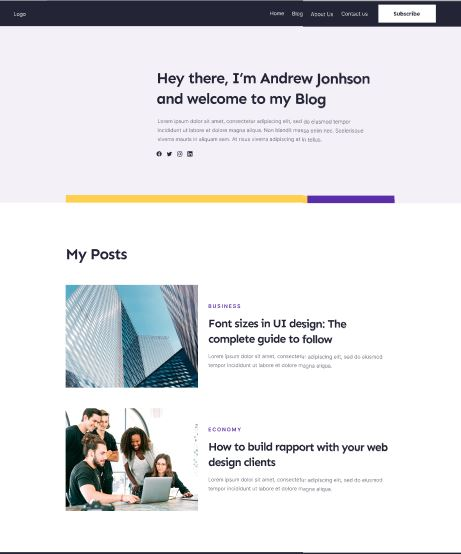 Logo
Home Blog About Us Contact us Subscribe
Hey there, I'm Andrew Jonhson
and welcome to my Blog
Lorem ipsum dolor sit amet, consectetur adipiscing elit, sed do eiusmod tempor
incididunt ut labore et dolore magna aliqua. Non blandit massa enim nec. Scelerisque
viverra mauris in aliquam sem. At risus viverra adipiscing at in tellus.
My Posts
BUSINESS
Font sizes in UI design: The
complete guide to follow
Lorem ipsum dolor sit amet, consectetur adipiscing elit, sed do eiusmod
tempor incididunt ut labore et dolore magna aliqua.
ECONOMY
How to build rapport with your web
design clients
Lorem ipsum dolor sit amet, consectetur adipiscing elit, sed do eiusmod
tempor incididunt ut labore et dolore magna aliqua.